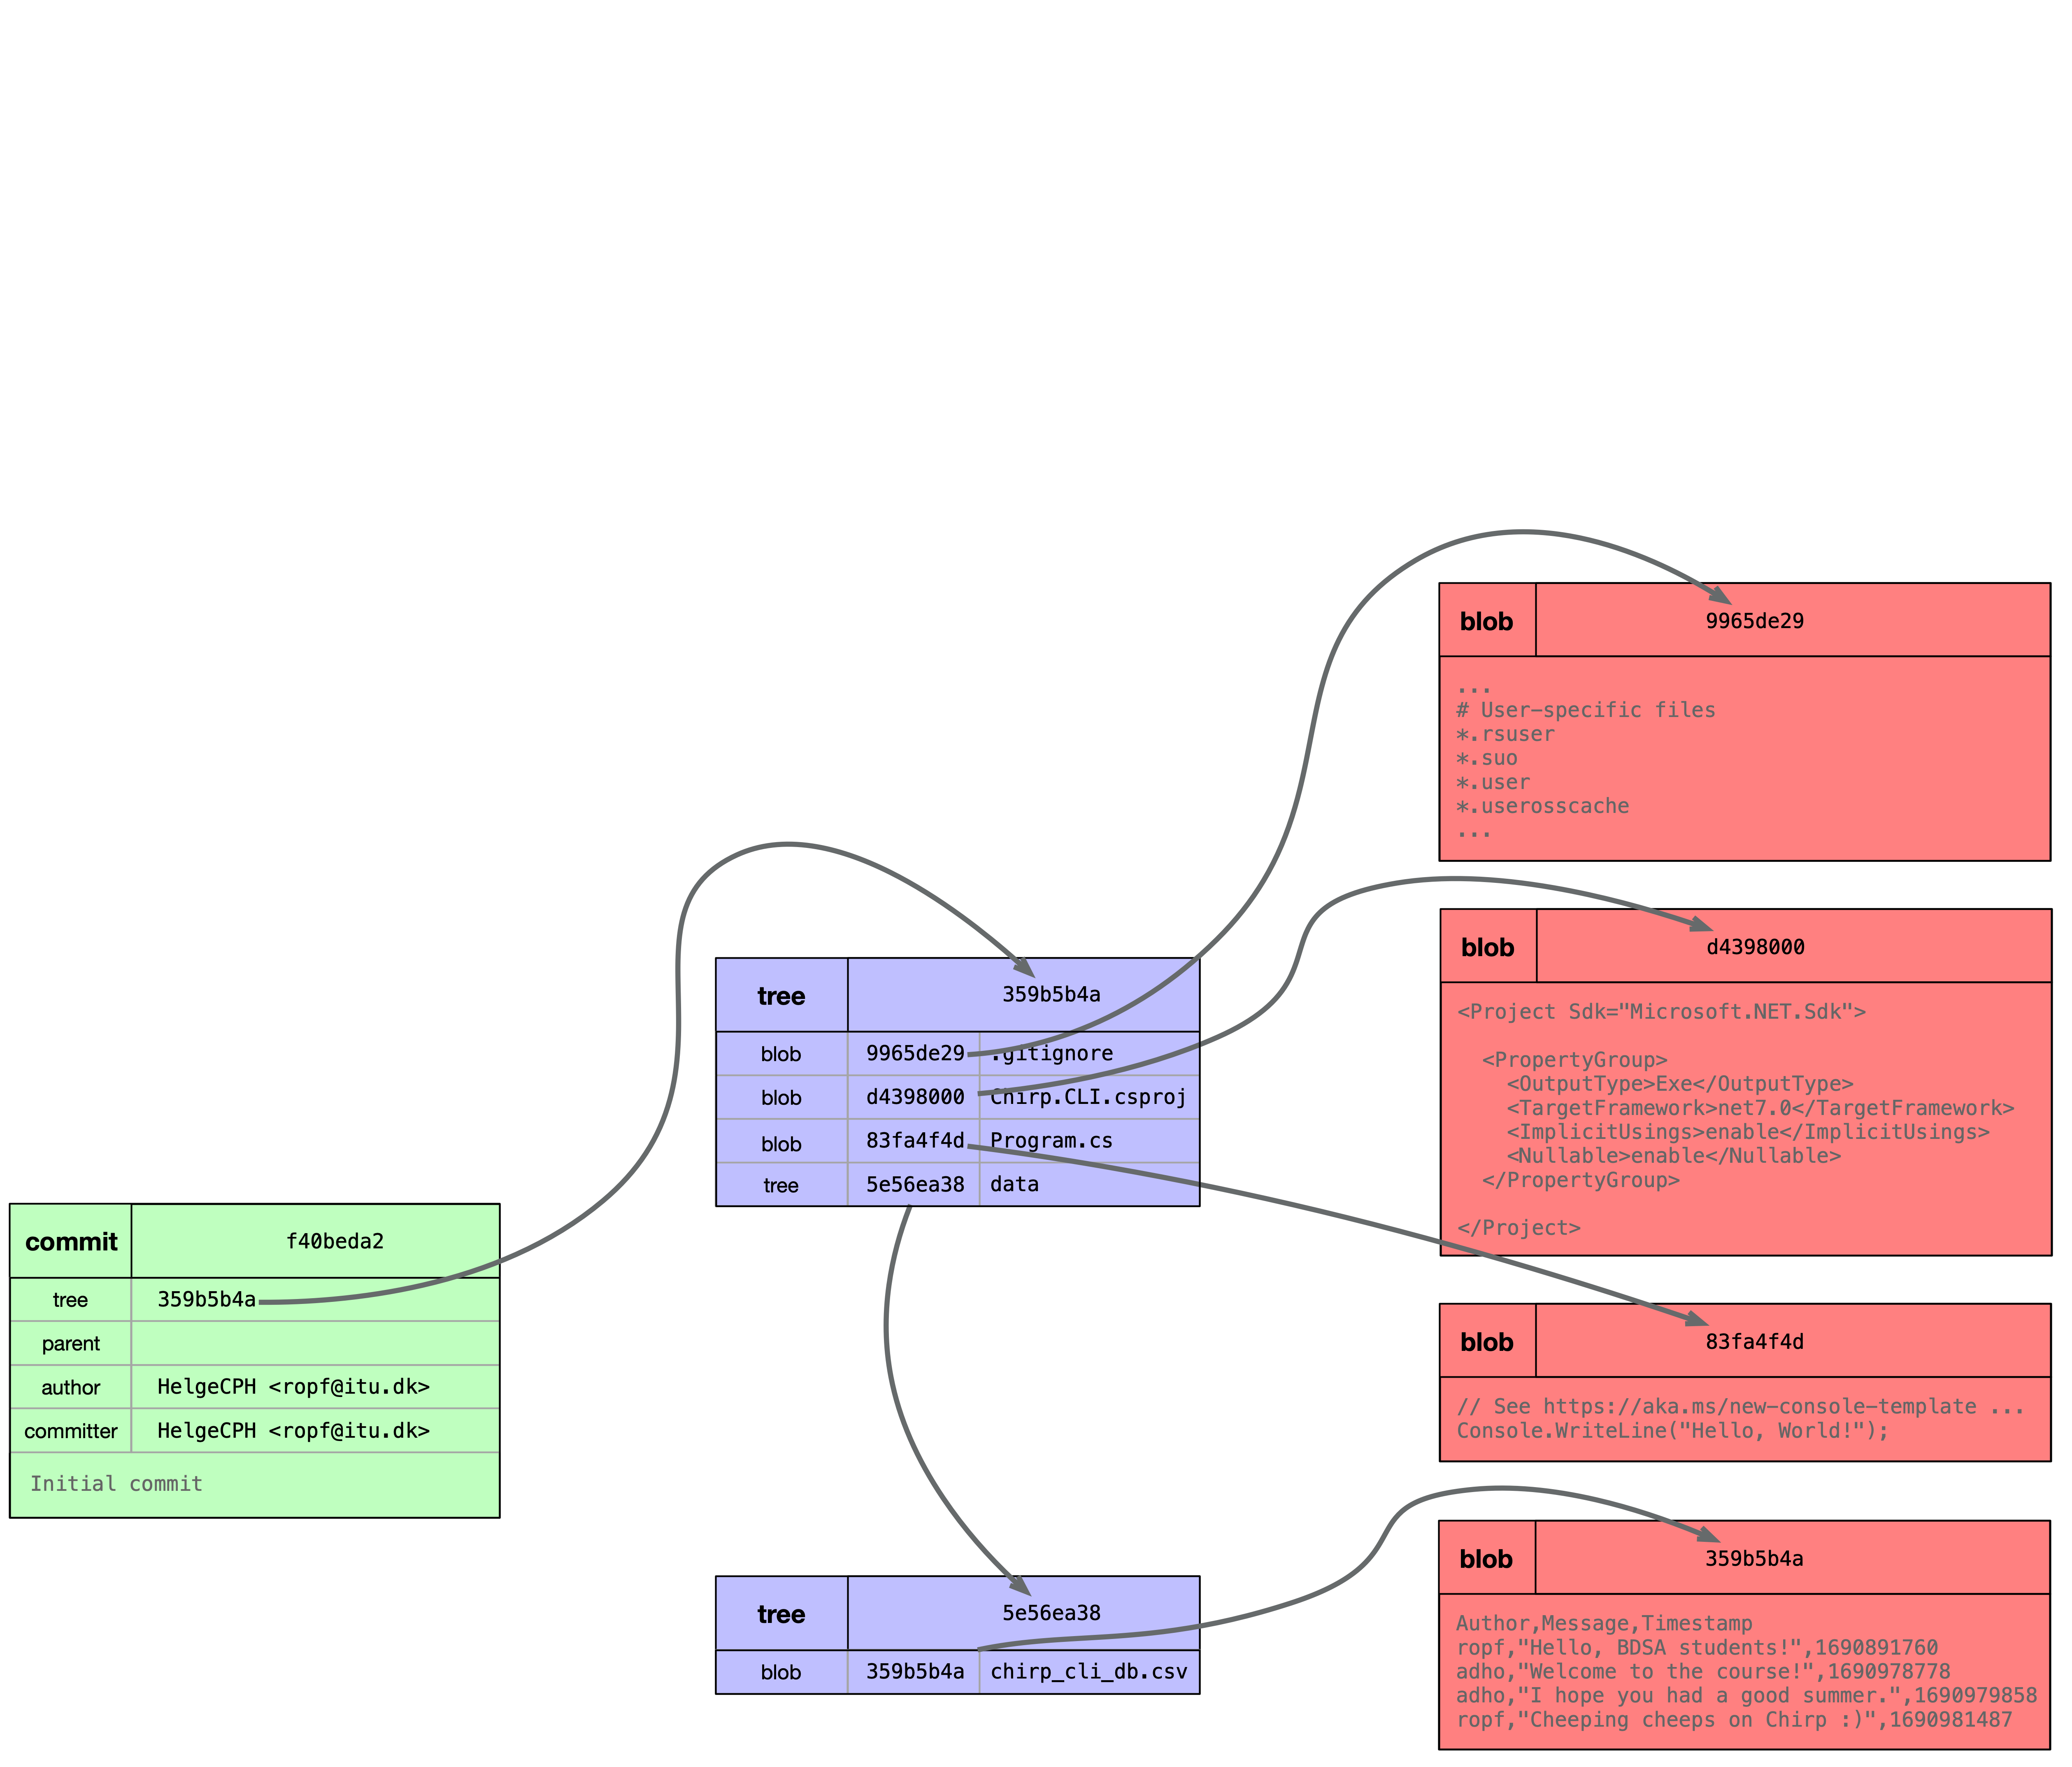 commit f40beda2
tree 359b5b4a
parent
author HelgeCPH <ropf@itu.dk>
committer HelgeCPH <ropf@itu.dk>
Initial commit
tree 359b5b4a
blob 9965de29 .gitignore
blob d4398000 Chirp.CLI.csproj
blob 83fa4f4d Program.cs
tree 5e56ea38 data
tree 5e56ea38
blob 359b5b4a chirp_cli_db.csv
blob 9965de29
...
# User-specific files
*.rsuser
*.suo
*.user
*.userosscache
...
blob d4398000
<Project Sdk="Microsoft.NET.Sdk">
<PropertyGroup>
<OutputType>Exe</OutputType>
<TargetFramework>net7.0</TargetFramework>
<ImplicitUsings>enable</ImplicitUsings>
<Nullable>enable</Nullable>
</PropertyGroup>
</Project>
blob 83fa4f4d
// See https://aka.ms/new-console-template ...
Console.WriteLine("Hello, World!");
blob 359b5b4a
Author,Message,Timestamp
ropf,"Hello, BDSA students!",1690891760
adho,"Welcome to the course!",1690978778
adho,"I hope you had a good summer.",1690979858
ropf,"Cheeping cheeps on Chirp :)",1690981487